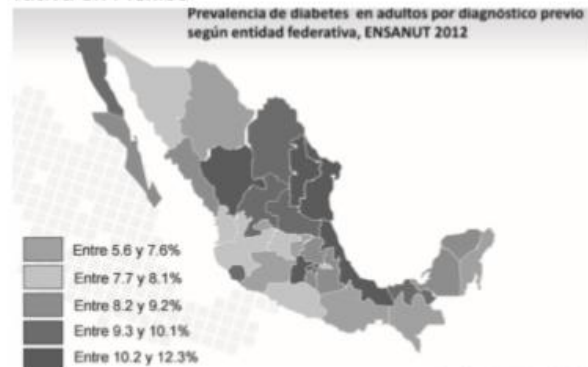 Prevalencia de diabetes en adultos por diagnóstico previo
según entidad federativa, ENSANUT 2012
Entre 5.6 y 7.6%
Entre 7.7 y 8.1%
Entre 8.2 y 9.2%
Entre 9.3 y 10.1%
Entre 10.2 y 12.3%